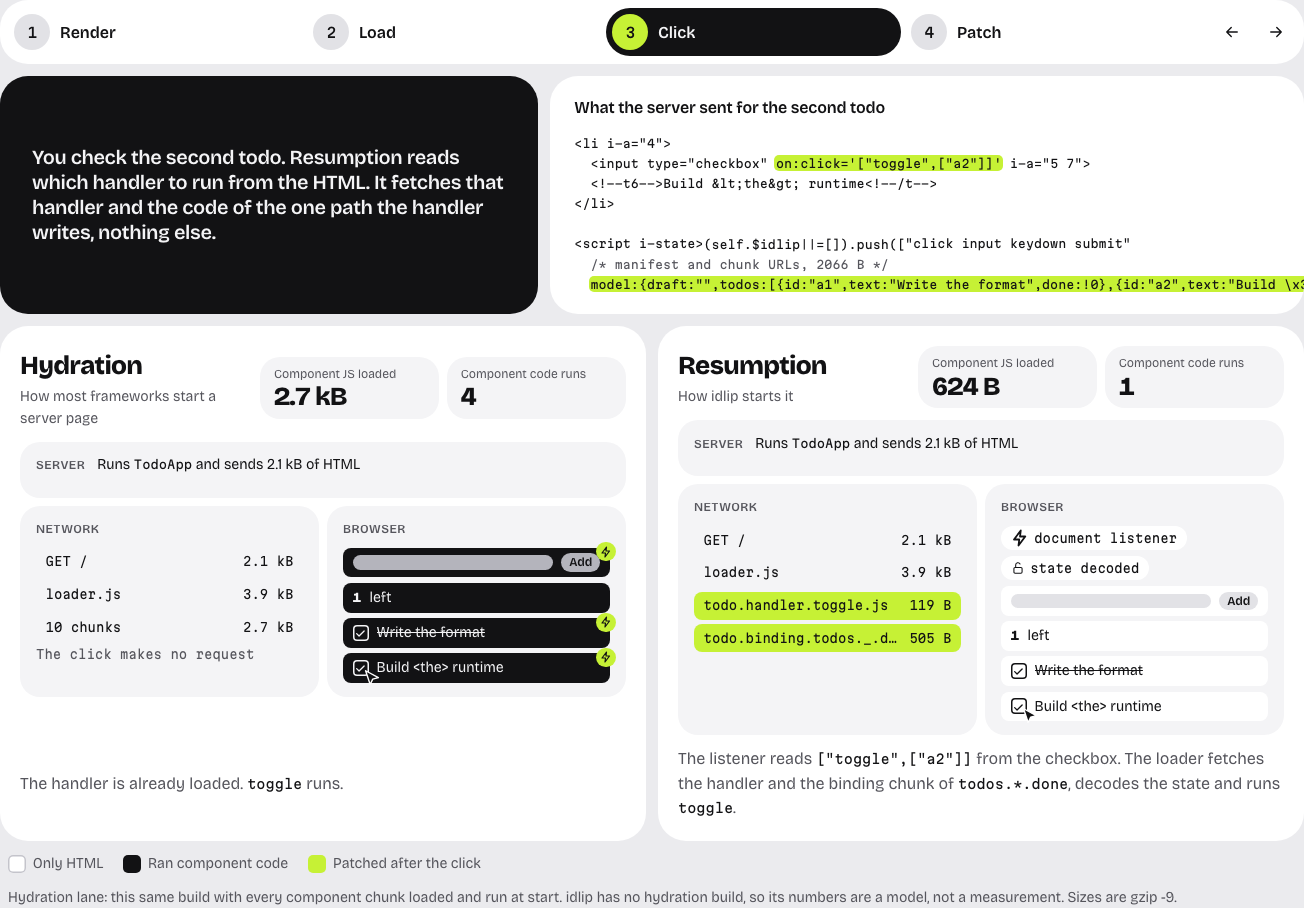 1 Render
2 Load
3 Click
4 Patch
← →
You check the second todo. Resumption reads
which handler to run from the HTML. It fetches that
handler and the code of the one path the handler
writes, nothing else.
What the server sent for the second todo
<li i-a="4">
<input type="checkbox" on:click='["toggle",["a2"]]' i-a="5 7">
<!--t6-->Build &lt;the&gt; runtime<!--/t-->
</li>
<script i-state>(self.$idlip||=[]).push(["click input keydown submit"
/* manifest and chunk URLs, 2066 B */
model:{draft:"",todos:[{id:"a1",text:"Write the format",done:!0},{id:"a2",text:"Build \x3
Hydration
How most frameworks start a
server page
Component JS loaded
2.7 kB
Component code runs
4
SERVER Runs TodoApp and sends 2.1 kB of HTML
NETWORK
GET / 2.1 kB
loader.js 3.9 kB
10 chunks 2.7 kB
The click makes no request
BROWSER
Add
1 left
Write the format
Build <the> runtime
The handler is already loaded. toggle runs.
Resumption
How idlip starts it
Component JS loaded
624 B
Component code runs
1
SERVER Runs TodoApp and sends 2.1 kB of HTML
NETWORK
GET / 2.1 kB
loader.js 3.9 kB
todo.handler.toggle.js 119 B
todo.binding.todos._.d… 505 B
BROWSER
document listener
state decoded
Add
1 left
Write the format
Build <the> runtime
The listener reads ["toggle",["a2"]] from the checkbox. The loader fetches
the handler and the binding chunk of todos.*.done, decodes the state and runs
toggle.
Only HTML
Ran component code
Patched after the click
Hydration lane: this same build with every component chunk loaded and run at start. idlip has no hydration build, so its numbers are a model, not a measurement. Sizes are gzip -9.